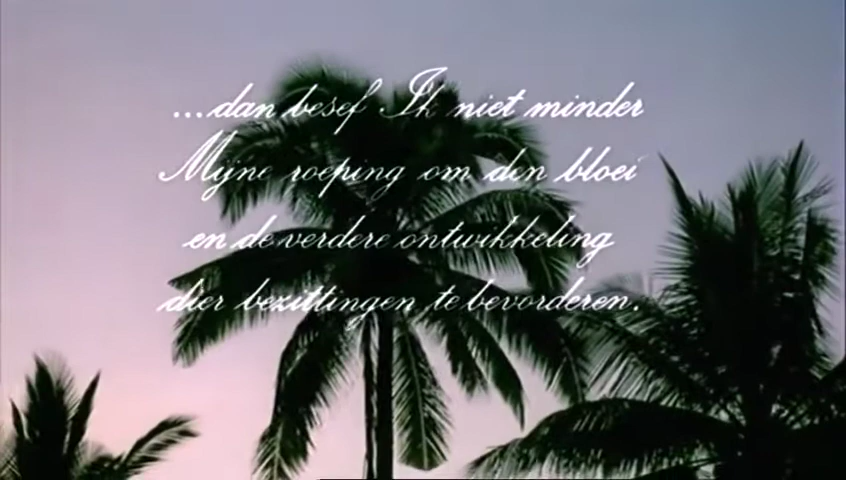 ...dan besef Ik niet minder
Mijne roeping om den bloei
en de verdere ontwikkeling
dier bezittingen te bevorderen.